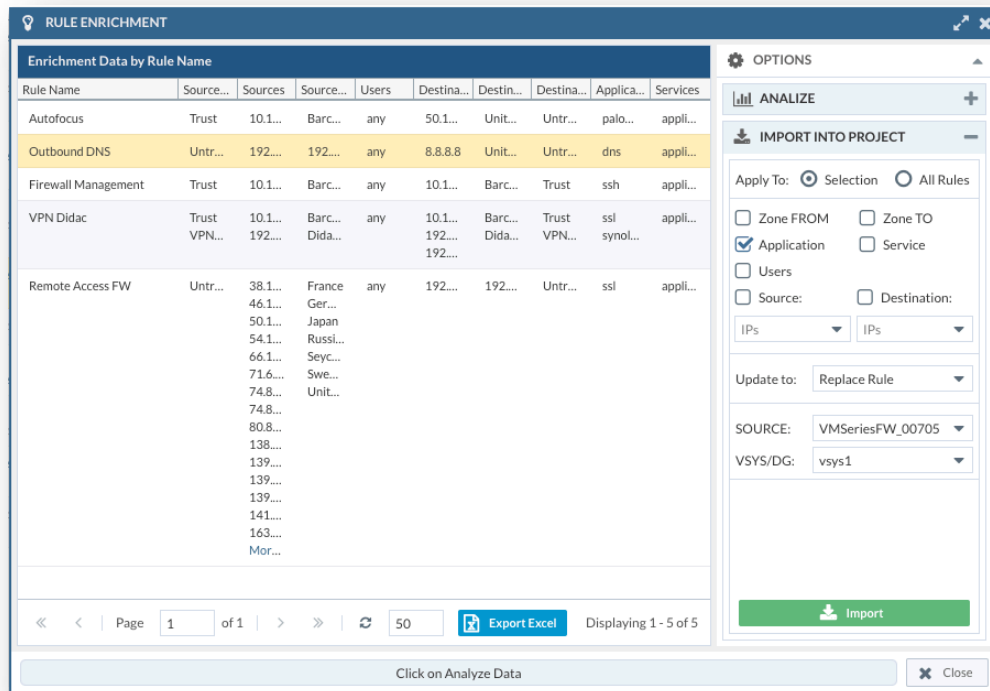 RULE ENRICHMENT
Enrichment Data by Rule Name
Rule Name Source... Sources Source... Users Destina... Destin... Destina... Applica... Services
Autofocus Trust 10.1... Barc... any 50.1... Unit... Untr... palo... appli...
Outbound DNS Untr... 192.... 192.... any 8.8.8.8 Unit... Untr... dns appli...
Firewall Management Trust 10.1... Barc... any 10.1... Barc... Trust ssh appli...
VPN Didac Trust 10.1... Barc... any 10.1... Barc... Trust ssl appli...
VPN... 192.... Dida... 192.... Dida... VPN... synol...
192....
Remote Access FW Untr... 38.1... France any 192.... 192.... Untr... ssl appli...
46.1... Ger...
50.1... Japan
54.1... Russi...
66.1... Seyc...
71.6.... Swe...
74.8... Unit...
74.8...
80.8...
138....
139....
139....
139....
141....
163....
Mor...
Page 1 of 1 50 Export Excel Displaying 1 - 5 of 5
OPTIONS
ANALIZE
IMPORT INTO PROJECT
Apply To: Selection All Rules
Zone FROM Zone TO
Application Service
Users
Source: Destination:
IPs IPs
Update to: Replace Rule
SOURCE: VMSeriesFW_00705
VSYS/DG: vsys1
Import
Click on Analyze Data
Close